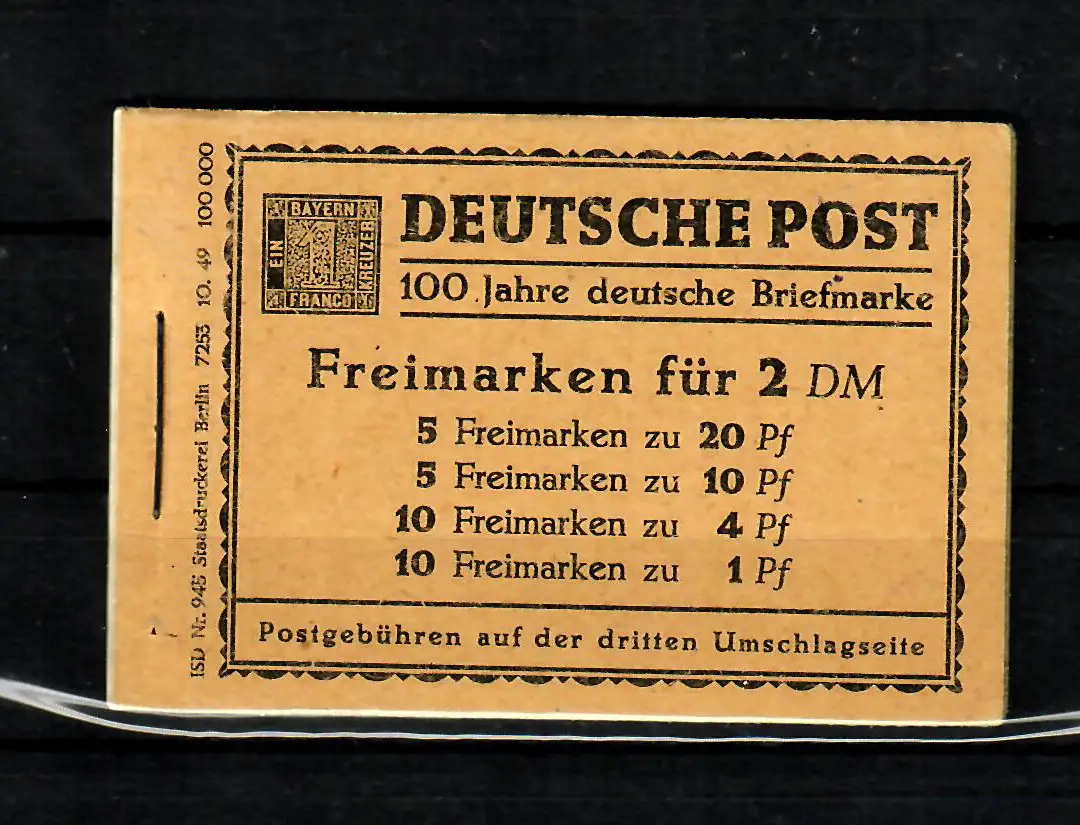 BAYERN
EIN
1
KREUZER
FRANCO
DEUTSCHE POST
100 Jahre deutsche Briefmarke
Freimarken für 2 DM
5 Freimarken zu 20 Pf
5 Freimarken zu 10 Pf
10 Freimarken zu 4 Pf
10 Freimarken zu 1 Pf
Postgebühren auf der dritten Umschlagseite
ISD Nr. 945 Staatsdruckerei Berlin 7253 10. 49 100 000